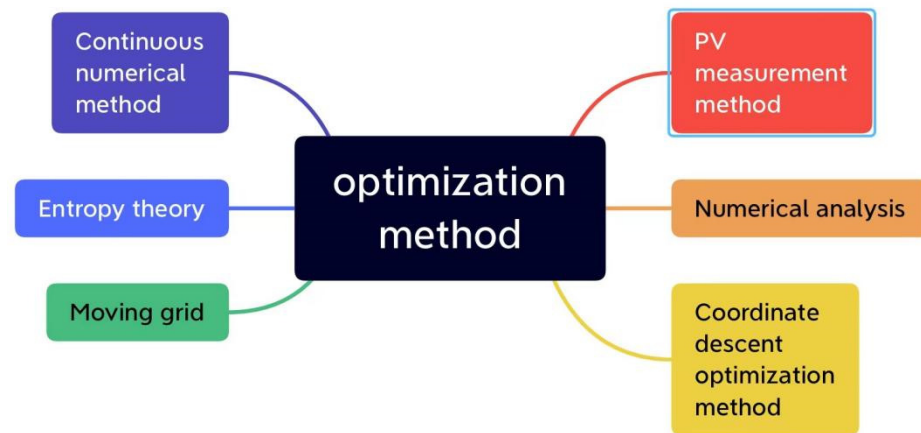 Continuous
numerical
method
Entropy theory
Moving grid
optimization
method
PV
measurement
method
Numerical analysis
Coordinate
descent
optimization
method